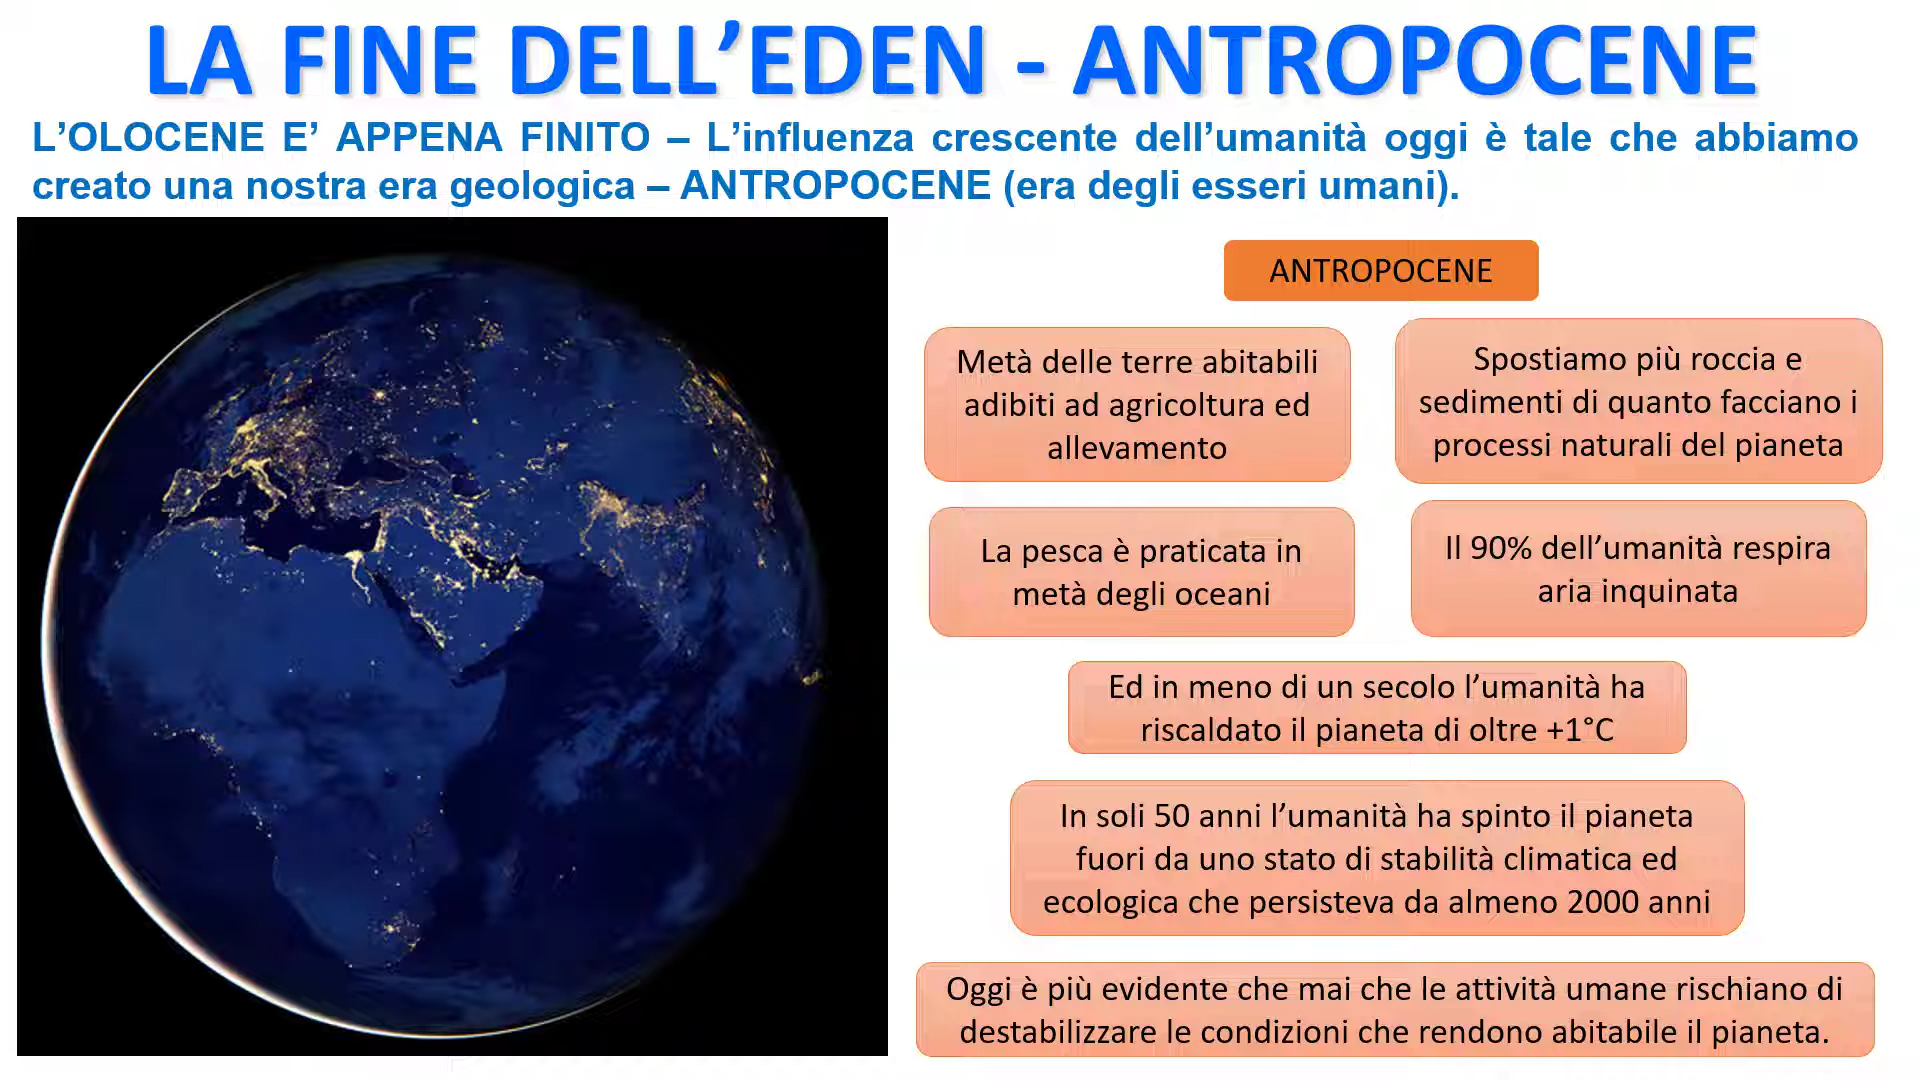 LA FINE DELL’EDEN - ANTROPOCENE
L’OLOCENE E’ APPENA FINITO – L’influenza crescente dell’umanità oggi è tale che abbiamo
creato una nostra era geologica – ANTROPOCENE (era degli esseri umani).
ANTROPOCENE
Metà delle terre abitabili
adibiti ad agricoltura ed
allevamento
Spostiamo più roccia e
sedimenti di quanto facciano i
processi naturali del pianeta
La pesca è praticata in
metà degli oceani
Il 90% dell’umanità respira
aria inquinata
Ed in meno di un secolo l’umanità ha
riscaldato il pianeta di oltre +1°C
In soli 50 anni l’umanità ha spinto il pianeta
fuori da uno stato di stabilità climatica ed
ecologica che persisteva da almeno 2000 anni
Oggi è più evidente che mai che le attività umane rischiano di
destabilizzare le condizioni che rendono abitabile il pianeta.